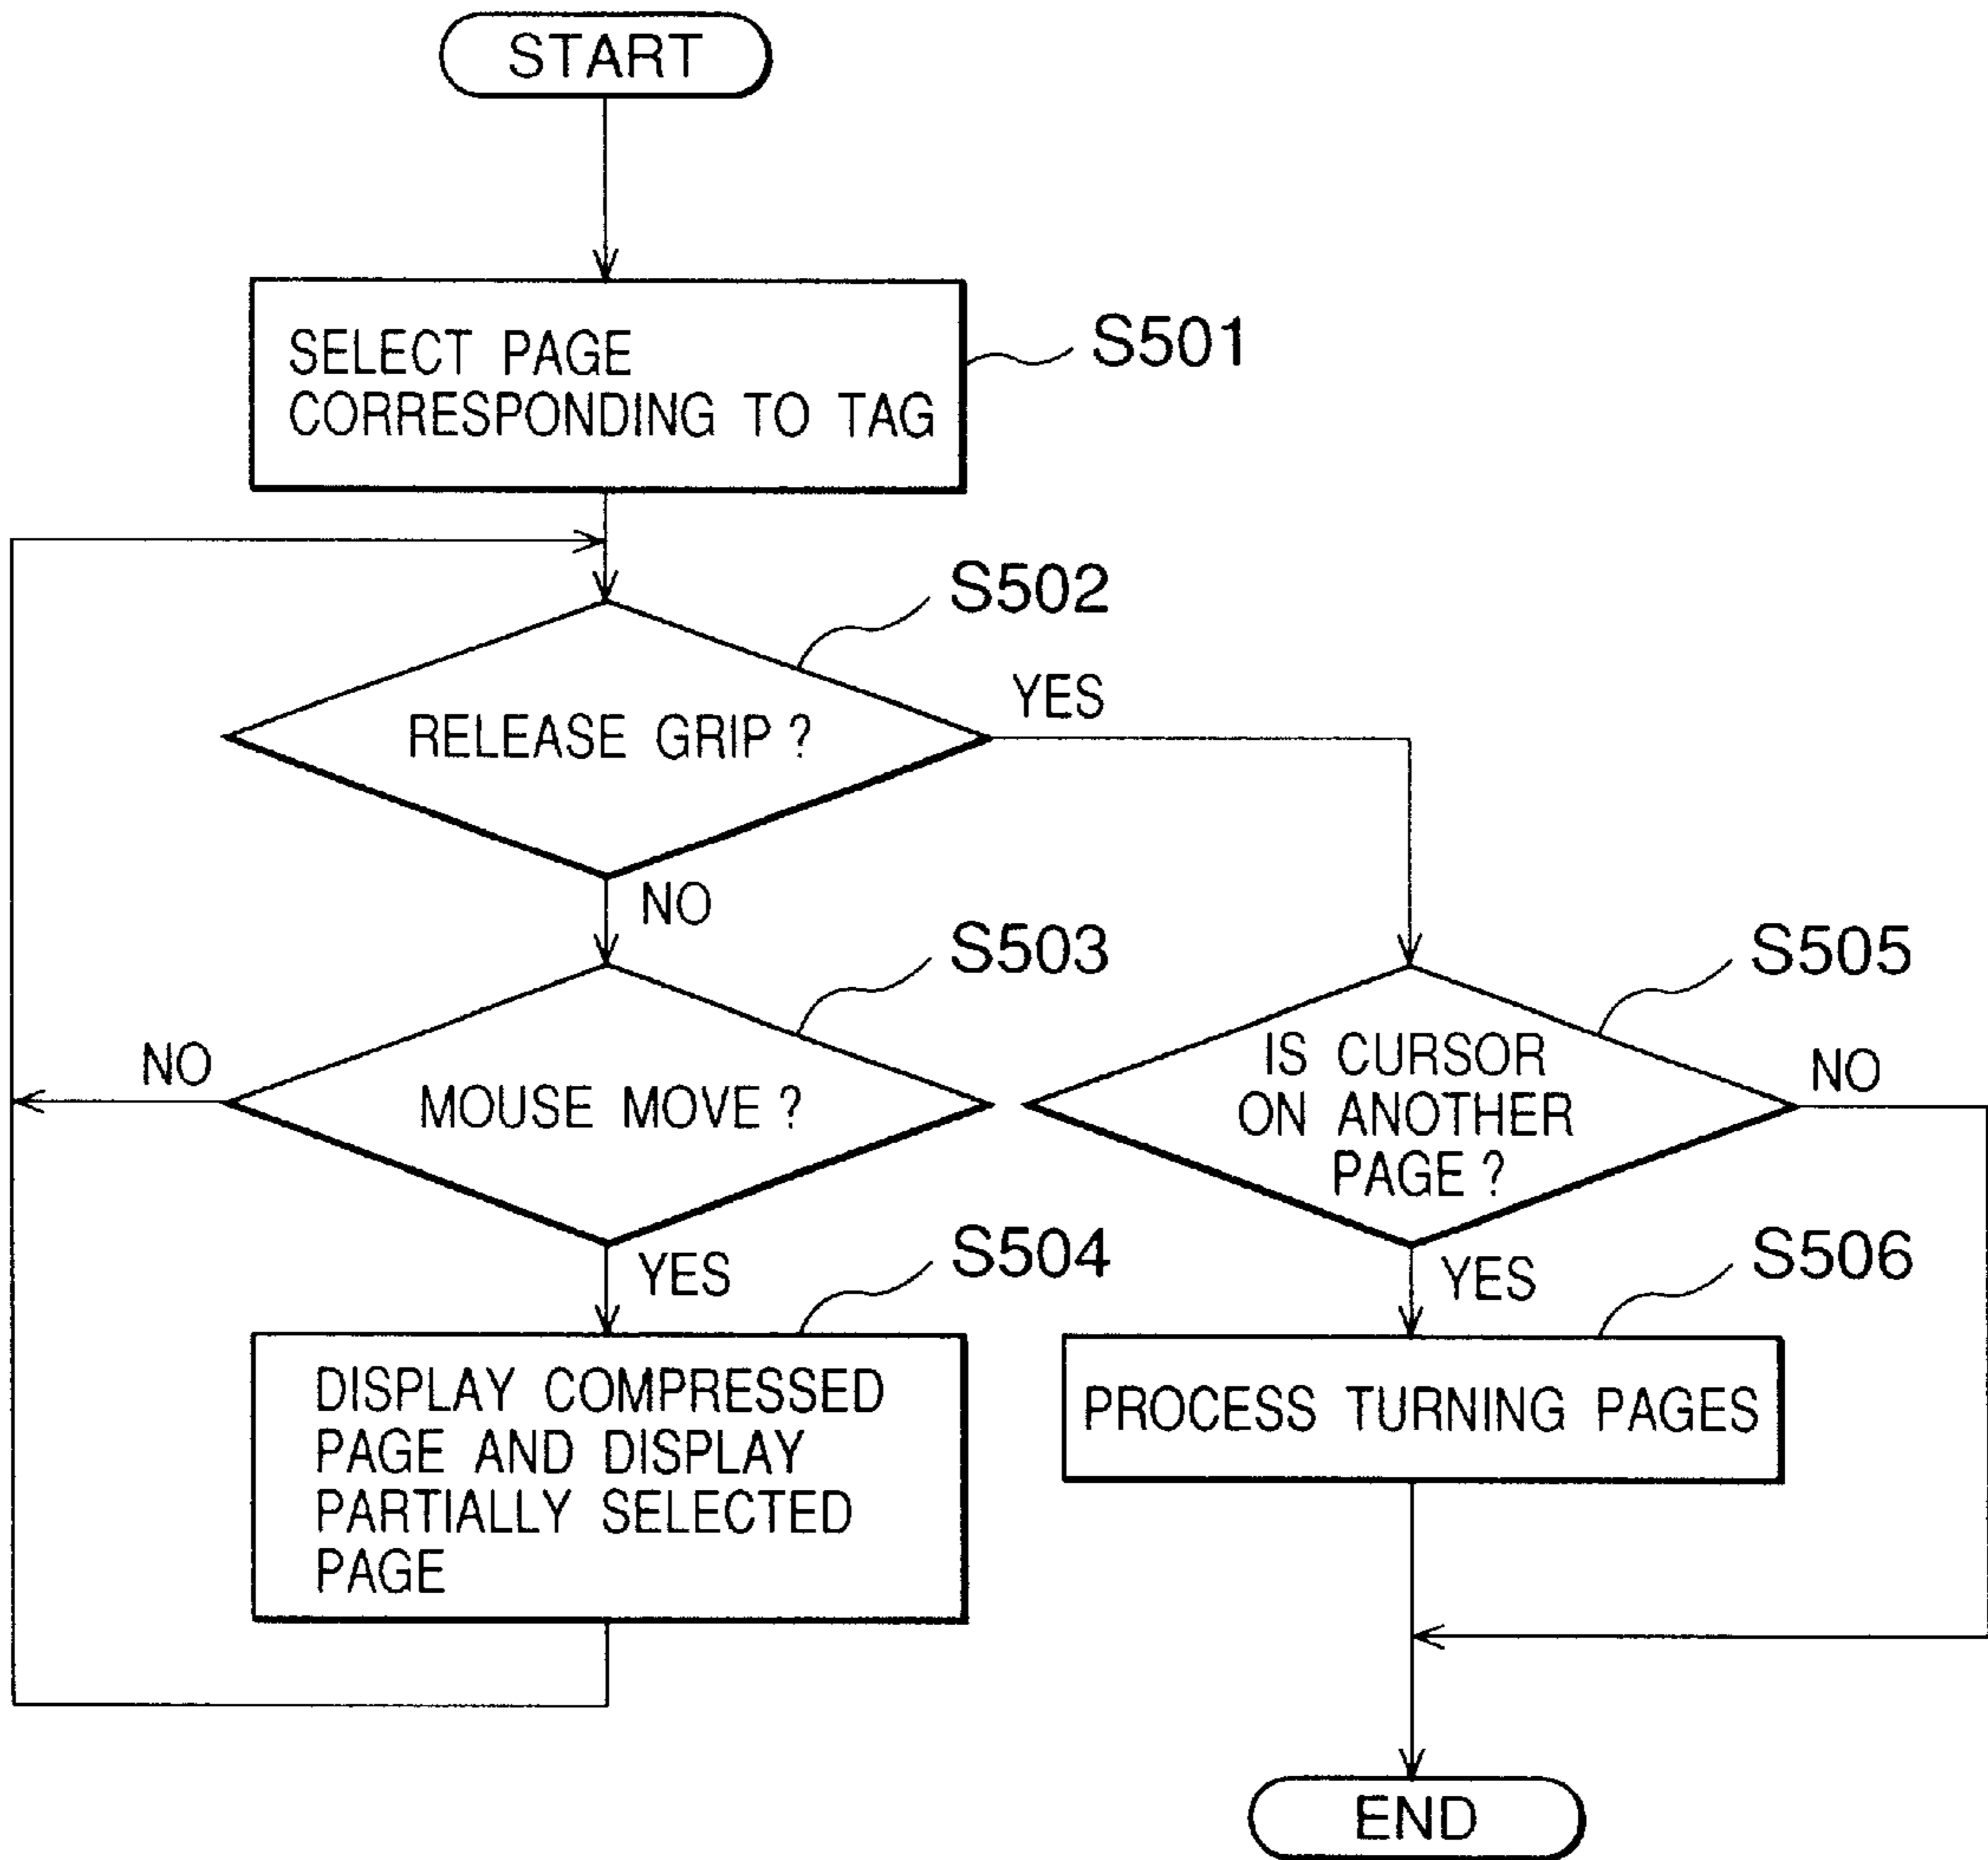 START
SELECT PAGE
CORRESPONDING TO TAG
S501
S502
RELEASE GRIP ?
YES
NO
S503
MOUSE MOVE ?
NO
YES
S504
DISPLAY COMPRESSED
PAGE AND DISPLAY
PARTIALLY SELECTED
PAGE
S505
IS CURSOR
ON ANOTHER
PAGE ?
NO
YES
S506
PROCESS TURNING PAGES
END